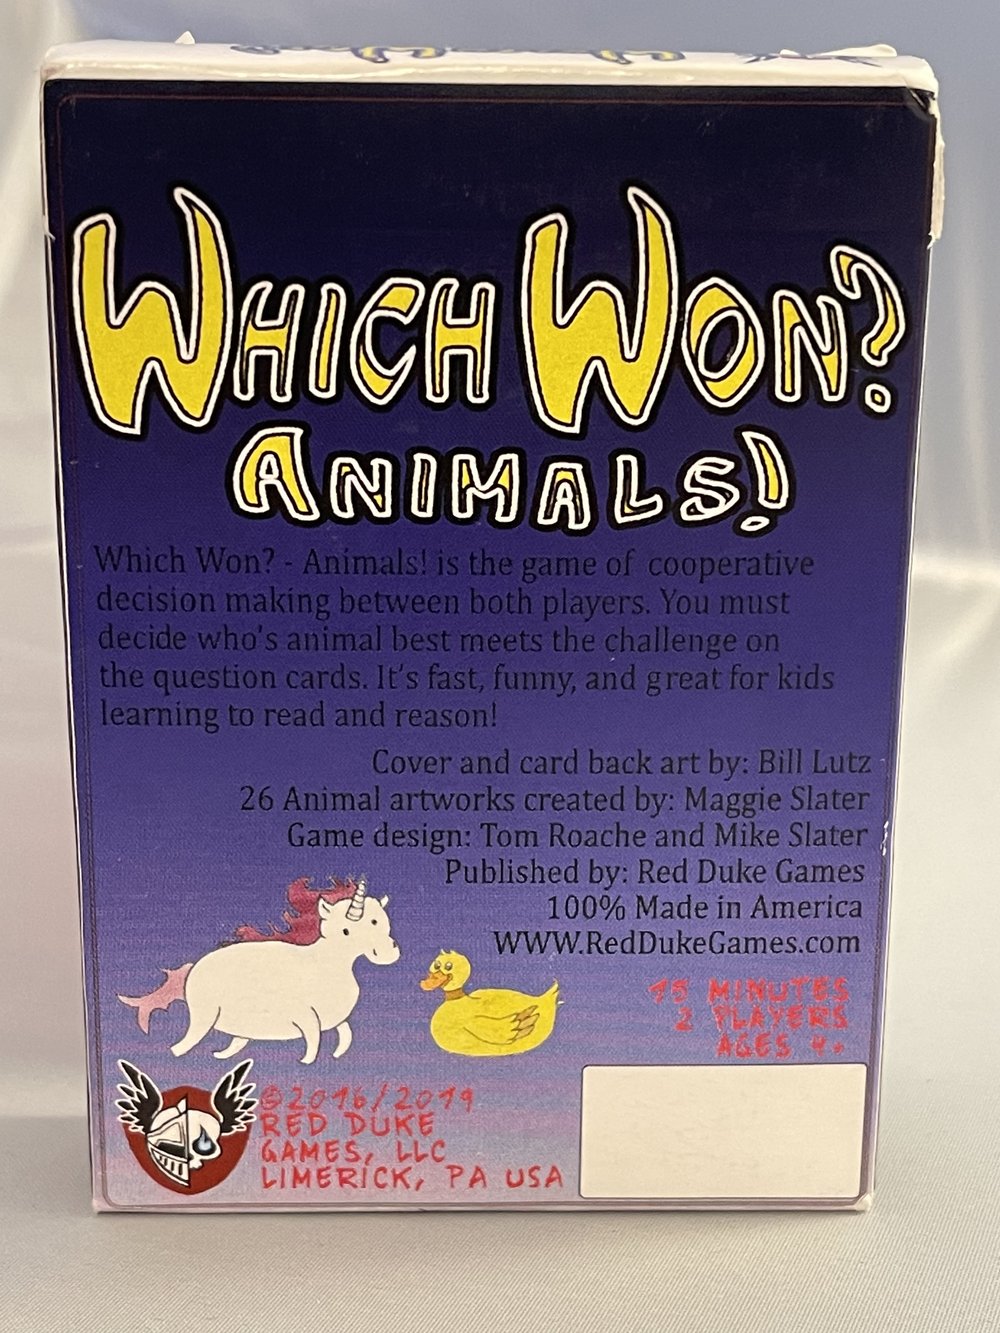 Which Won?
Animals!
Which Won? - Animals! is the game of cooperative
decision making between both players. You must
decide who's animal best meets the challenge on
the question cards. It's fast, funny, and great for kids
learning to read and reason!
Cover and card back art by: Bill Lutz
26 Animal artworks created by: Maggie Slater
Game design: Tom Roache and Mike Slater
Published by: Red Duke Games
100% Made in America
WWW.RedDukeGames.com
15 MINUTES
2 PLAYERS
AGES 4+
©2016/2019
RED DUKE
GAMES, LLC
LIMERICK, PA USA